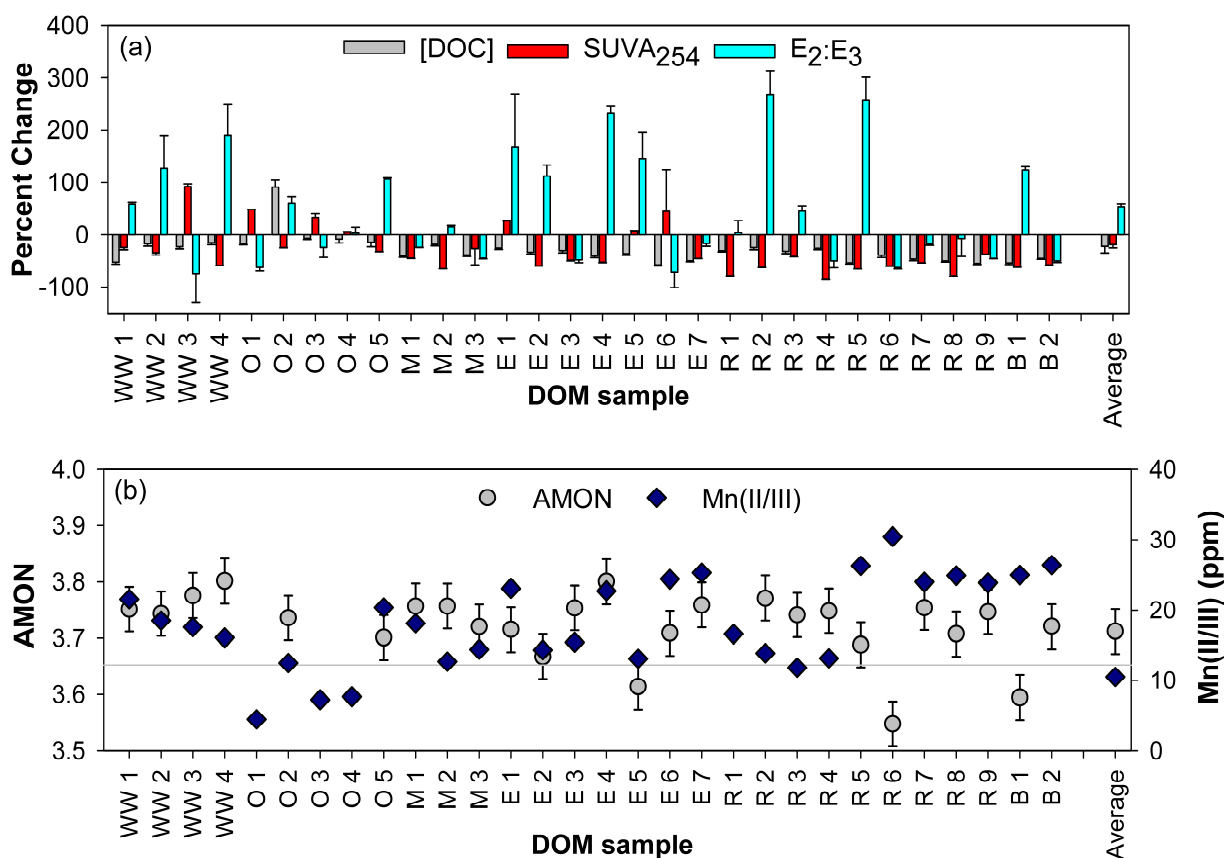 (a)
[DOC] SUVA254 E2:E3
Percent Change
400
300
200
100
0
-100
WW 1 WW 2 WW 3 WW 4 O 1 O 2 O 3 O 4 O 5 M 1 M 2 M 3 E 1 E 2 E 3 E 4 E 5 E 6 E 7 R 1 R 2 R 3 R 4 R 5 R 6 R 7 R 8 R 9 B 1 B 2 Average
DOM sample
(b)
AMON Mn(II/III)
AMON
4.0
3.9
3.8
3.7
3.6
3.5
40
30
20
10
0
Mn(II/III) (ppm)
WW 1 WW 2 WW 3 WW 4 O 1 O 2 O 3 O 4 O 5 M 1 M 2 M 3 E 1 E 2 E 3 E 4 E 5 E 6 E 7 R 1 R 2 R 3 R 4 R 5 R 6 R 7 R 8 R 9 B 1 B 2 Average
DOM sample